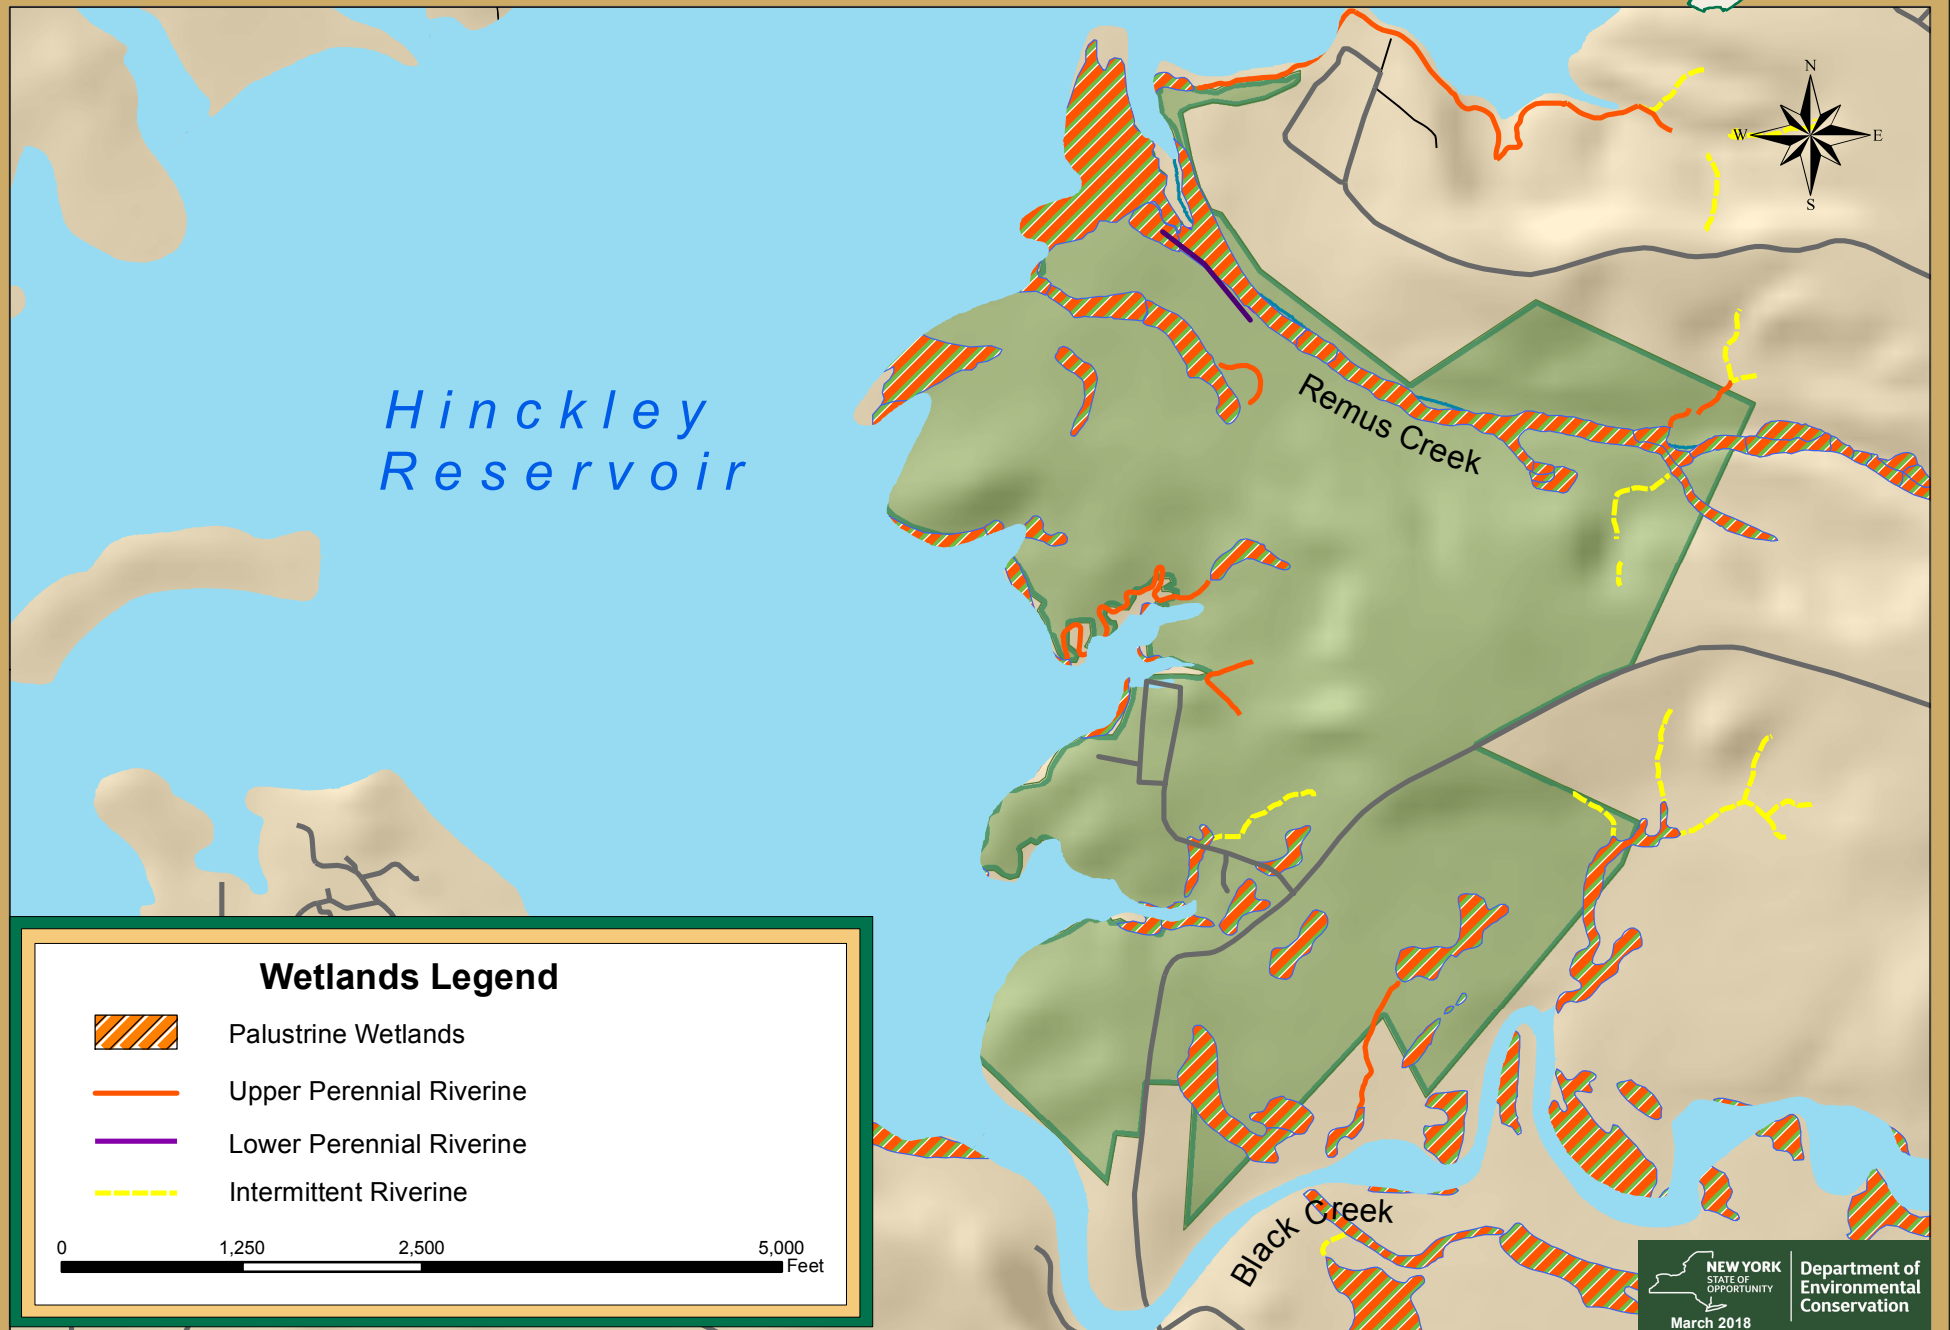 N
W
E
S
Hinckley
Reservoir
Remus Creek
Wetlands Legend
Palustrine Wetlands
Upper Perennial Riverine
Lower Perennial Riverine
Intermittent Riverine
0 1,250 2,500 5,000
Feet
Black Creek
NEW YORK
STATE OF
OPPORTUNITY
Department of
Environmental
Conservation
March 2018